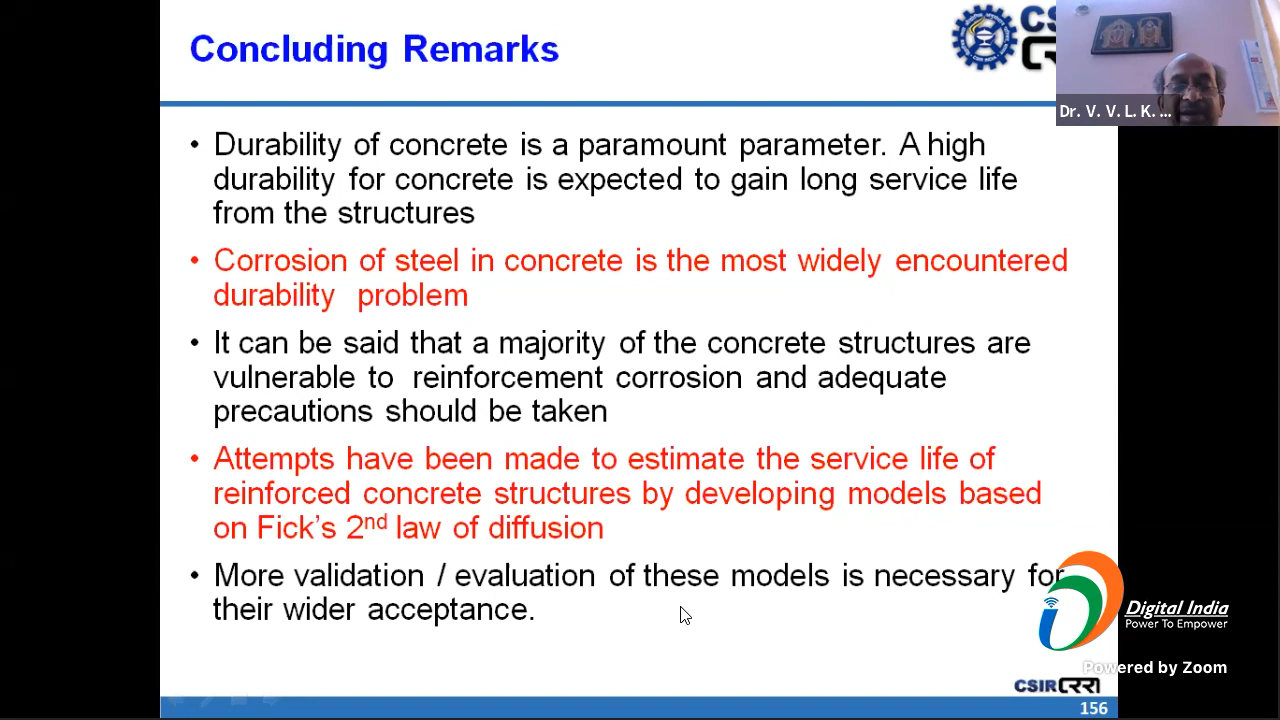 Concluding Remarks
CS
Dr. V. V. L. K. ...
• Durability of concrete is a paramount parameter. A high
durability for concrete is expected to gain long service life
from the structures
• Corrosion of steel in concrete is the most widely encountered
durability problem
• It can be said that a majority of the concrete structures are
vulnerable to reinforcement corrosion and adequate
precautions should be taken
• Attempts have been made to estimate the service life of
reinforced concrete structures by developing models based
on Fick's 2nd law of diffusion
• More validation / evaluation of these models is necessary for
their wider acceptance.
Digital India
Power To Empower
Powered by Zoom
CSIR CRRI
156